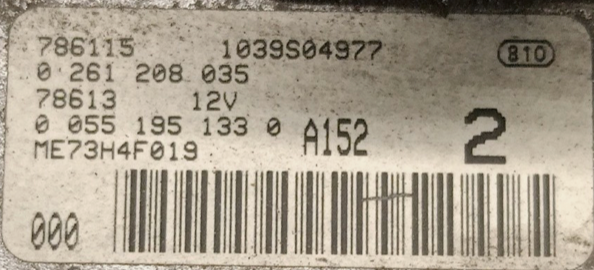 786115 1039S04977 810
0 261 208 035
78613 12V
0 055 195 133 0 A152 2
ME73H4F019
000